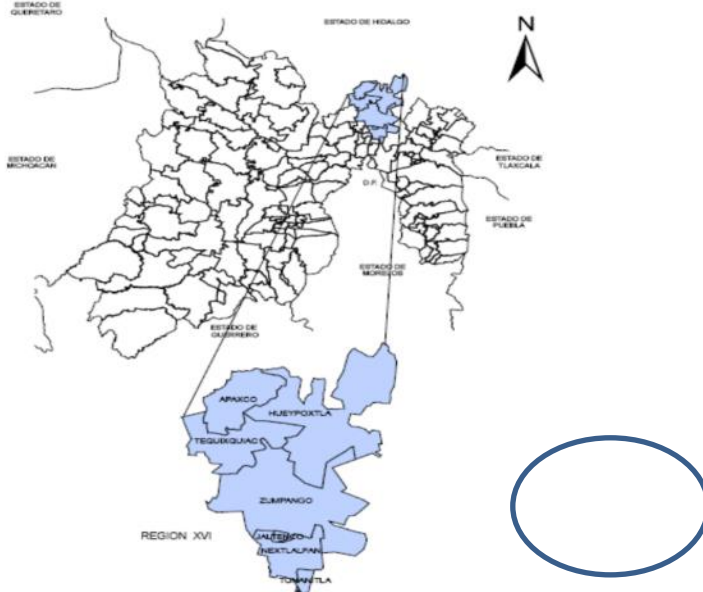 ESTADO DE
QUERETARO
ESTADO DE HIDALGO
N
ESTADO DE
MICHOACÁN
ESTADO DE
TLAXCALA
D.F.
ESTADO DE
PUEBLA
ESTADO DE
MORELOS
ESTADO DE
GUERRERO
APAXCO
HUEYPOXTLA
TEQUIXQUIAC
ZUMPANGO
REGION XVI
JALTENCO
NEXTLALPAN
TONANITLA